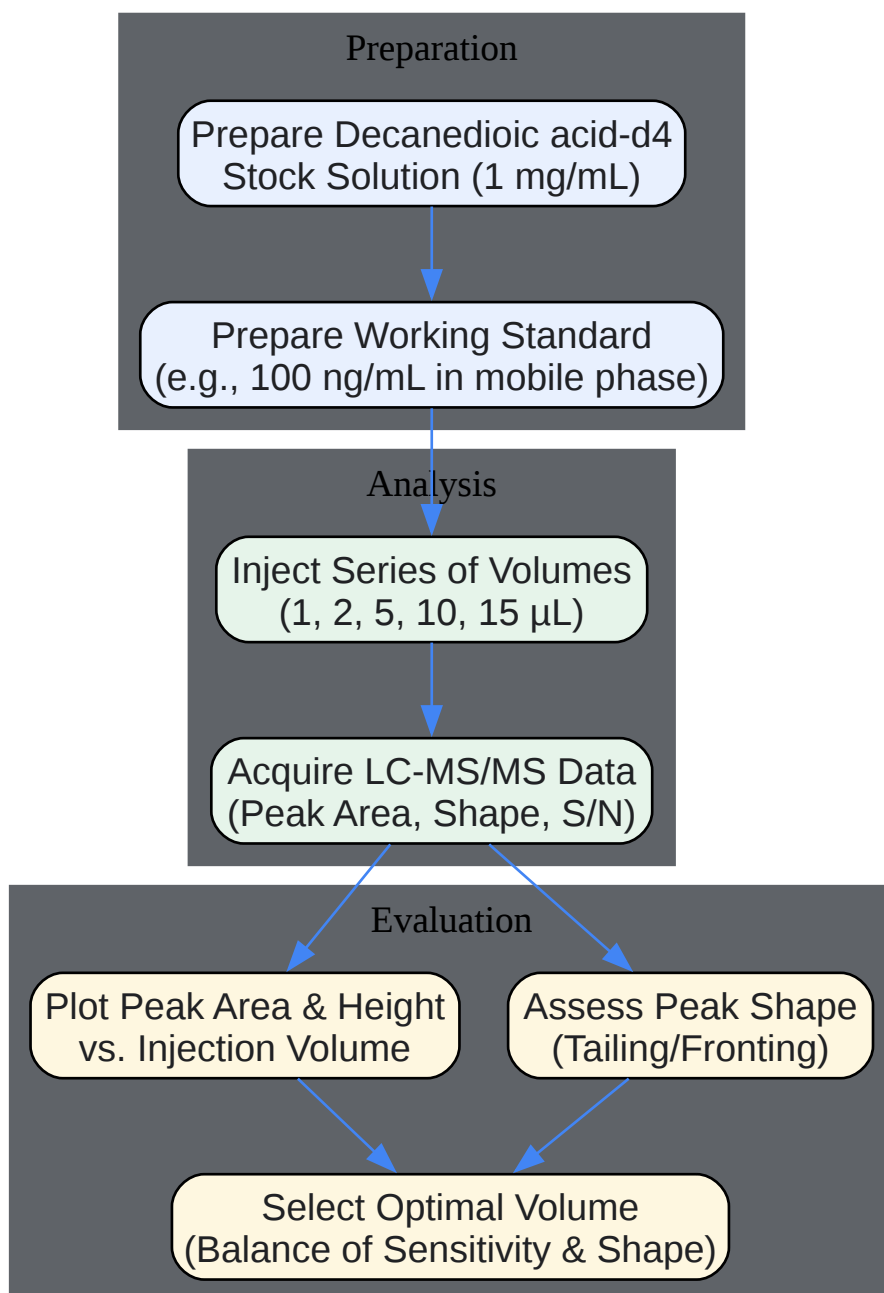 Preparation
Prepare Decanedioic acid-d4
Stock Solution (1 mg/mL)
Prepare Working Standard
(e.g., 100 ng/mL in mobile phase)
Analysis
Inject Series of Volumes
(1, 2, 5, 10, 15 µL)
Acquire LC-MS/MS Data
(Peak Area, Shape, S/N)
Evaluation
Plot Peak Area & Height
vs. Injection Volume
Assess Peak Shape
(Tailing/Fronting)
Select Optimal Volume
(Balance of Sensitivity & Shape)